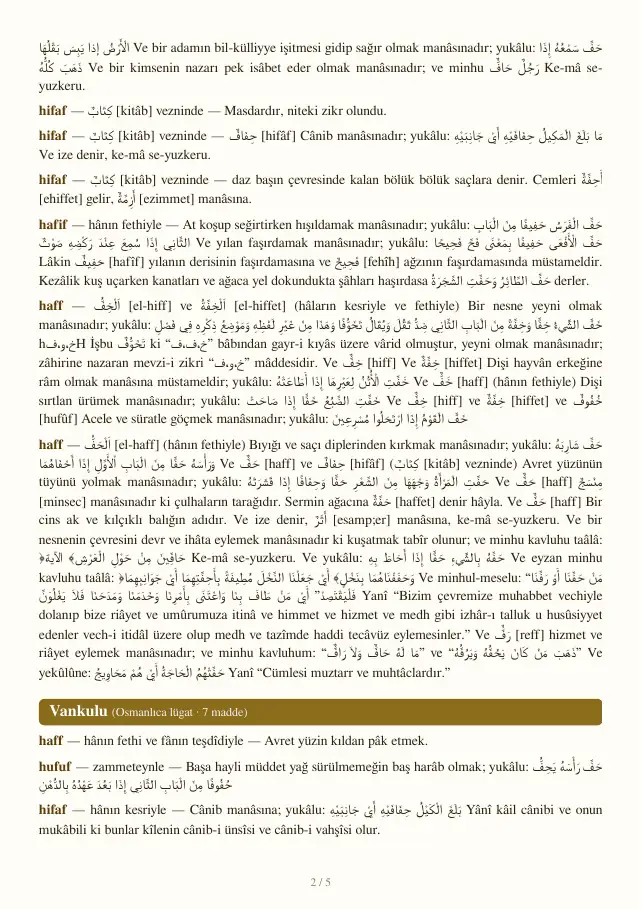 الْأَرْضُ إِذَا يَبِسَ بَقْلُهَا Ve bir adamın bil-külliyye işitmesi gidip sağır olmak manâsınadır; yukâlu: حَفَّ سَمْعُهُ إِذَا
ذَهَبَ كُلُّهُ Ve bir kimsenin nazarı pek isâbet eder olmak manâsınadır; ve minhu رَجُلٌ حَافٌّ Ke-mâ se-
yuzkeru.
hifaf — كِتَابٌ [kitâb] vezninde — Masdardır, niteki zikr olundu.
hifaf — كِتَابٌ [kitâb] vezninde — حِفَافٌ [hifâf] Cânib manâsınadır; yukâlu: مَا بَلَغَ الْمَكِيلُ حِفَافَيْهِ أَيْ جَانِبَيْهِ
Ve ize denir, ke-mâ se-yuzkeru.
hifaf — كِتَابٌ [kitâb] vezninde — daz başın çevresinde kalan bölük bölük saçlara denir. Cemleri أَحِفَّةٌ
[ehiffet] gelir, أَزِمَّةٌ [ezimmet] manâsına.
hafif — hânın fethiyle — At koşup seğirtirken hışıldamak manâsınadır; yukâlu: حَفَّ الْفَرَسُ حَفِيفًا مِنَ الْبَابِ
الثَّانِي إِذَا سُمِعَ عِنْدَ رَكْضِهِ صَوْتٌ Ve yılan faşırdamak manâsınadır; yukâlu: حَفَّ الْأَفْعَى حَفِيفًا بِمَعْنَى فَحَّ فَحِيحًا
Lâkin حَفِيفٌ [hafîf] yılanın derisinin faşırdamasına ve فَحِيحٌ [fehîh] ağzının faşırdamasında müstameldir.
Kezâlik kuş uçarken kanatları ve ağaca yel dokundukta şâhları haşırdasa حَفَّ الطَّائِرُ وَحَفَّتِ الشَّجَرَةُ derler.
haff — اَلْخِفُّ [el-hiff] ve اَلْخِفَّةُ [el-hiffet] (hâların kesriyle ve fethiyle) Bir nesne yeyni olmak
manâsınadır; yukâlu: خَفَّ الشَّيْءُ خِفًّا وَخِفَّةً مِنَ الْبَابِ الثَّانِي ضِدُّ ثَقُلَ وَيُقَالُ تَخَوُّفًا وَهَذَا مِنْ غَيْرِ لَفْظِهِ وَمَوْضِعُ ذِكْرِهِ فِي فَصْلِ
hخ،و،فH İşbu تَخَوُّفٌ ki “خ،ف،ف” bâbından gayr-i kıyâs üzere vârid olmuştur, yeyni olmak manâsınadır;
zâhirine nazaran mevzi-i zikri “خ،و،ف” mâddesidir. Ve خِفٌّ [hiff] Ve خِفَّةٌ [hiffet] Dişi hayvân erkeğine
râm olmak manâsına müstameldir; yukâlu: خَفَّتِ الْأُتُنُ لِعَيْرِهَا إِذَا أَطَاعَتْهُ Ve خَفٌّ [haff] (hânın fethiyle) Dişi
sırtlan ürümek manâsınadır; yukâlu: خَفَّتِ الضَّبُعُ خَفًّا إِذَا صَاحَتْ Ve خِفٌّ [hiff] ve خِفَّةٌ [hiffet] ve خُفُوفٌ
[hufûf] Acele ve süratle göçmek manâsınadır; yukâlu: خَفَّ الْقَوْمُ إِذَا ارْتَحَلُوا مُسْرِعِينَ
haff — اَلْحَفُّ [el-haff] (hânın fethiyle) Bıyığı ve saçı diplerinden kırkmak manâsınadır; yukâlu: حَفَّ شَارِبَهُ
وَرَأْسَهُ حَفًّا مِنَ الْبَابِ الْأَوَّلِ إِذَا أَحْفَاهُمَا Ve حَفٌّ [haff] ve حِفَافٌ [hifâf] (كِتَابٌ [kitâb] vezninde) Avret yüzünün
tüyünü yolmak manâsınadır; yukâlu: حَفَّتِ الْمَرْأَةُ وَجْهَهَا مِنَ الشَّعْرِ حَفًّا وَحِفَافًا إِذَا قَشَرَتْهُ Ve حَفٌّ [haff] مِنْسَجٌ
[minsec] manâsınadır ki çulhaların tarağıdır. Sermin ağacına حَفَّةٌ [haffet] denir hâyla. Ve حَفٌّ [haff] Bir
cins ak ve kılçıklı balığın adıdır. Ve ize denir, أَثَرٌ [esamp;er] manâsına, ke-mâ se-yuzkeru. Ve bir
nesnenin çevresini devr ve ihâta eylemek manâsınadır ki kuşatmak tabîr olunur; ve minhu kavluhu taâlâ:
﴿حَافِّينَ مِنْ حَوْلِ الْعَرْشِ﴾ الآية Ke-mâ se-yuzkeru. Ve yukâlu: حَفَّهُ بِالشَّيْءِ حَفًّا إِذَا أَحَاطَ بِهِ Ve eyzan minhu
kavluhu taâlâ: ﴿وَحَفَفْنَاهُمَا بِنَخْلٍ﴾ أَيْ جَعَلْنَا النَّخْلَ مُطِيفَةً بِأَحِفَّتِهِمَا أَيْ جَوَانِبِهِمَا Ve minhul-meselu: “مَنْ حَفَّنَا أَوْ رَفَّنَا
فَلْيَقْتَصِدْ” أَيْ مَنْ طَافَ بِنَا وَاعْتَنَى بِأَمْرِنَا وَخَدَمَنَا وَمَدَحَنَا فَلَا يَغْلُوَنَّ Yanî “Bizim çevremize muhabbet vechiyle
dolanıp bize riâyet ve umûrumuza itinâ ve himmet ve hizmet ve medh gibi izhâr-ı talluk u husûsiyyet
edenler vech-i itidâl üzere olup medh ve tazîmde haddi tecâvüz eylemesinler.” Ve رَفٌّ [reff] hizmet ve
riâyet eylemek manâsınadır; ve minhu kavluhum: “مَا لَهُ حَافٌّ وَلَا رَافٌّ” ve “ذَهَبَ مَنْ كَانَ يَحُفُّهُ وَيَرُفُّهُ” Ve
yekûlûne: حَفَّتْهُمُ الْحَاجَةُ أَيْ هُمْ مَحَاوِيجُ Yanî “Cümlesi muztarr ve muhtâclardır.”
Vankulu (Osmanlıca lügat · 7 madde)
haff — hânın fethi ve fânın teşdîdiyle — Avret yüzin kıldan pâk etmek.
hufuf — zammeteynle — Başa hayli müddet yağ sürülmemeğin baş harâb olmak; yukâlu: حَفَّ رَأْسَهُ يَحِفُّ
حُفُوفًا مِنَ الْبَابِ الثَّانِي إِذَا بَعُدَ عَهْدُهُ بِالدُّهْنِ
hifaf — hânın kesriyle — Cânib manâsına; yukâlu: بَلَغَ الْكَيْلُ حِفَافَيْهِ أَيْ جَانِبَيْهِ Yânî kâil cânibi ve onun
mukâbili ki bunlar kîlenin cânib-i ünsîsi ve cânib-i vahşîsi olur.
2 / 5